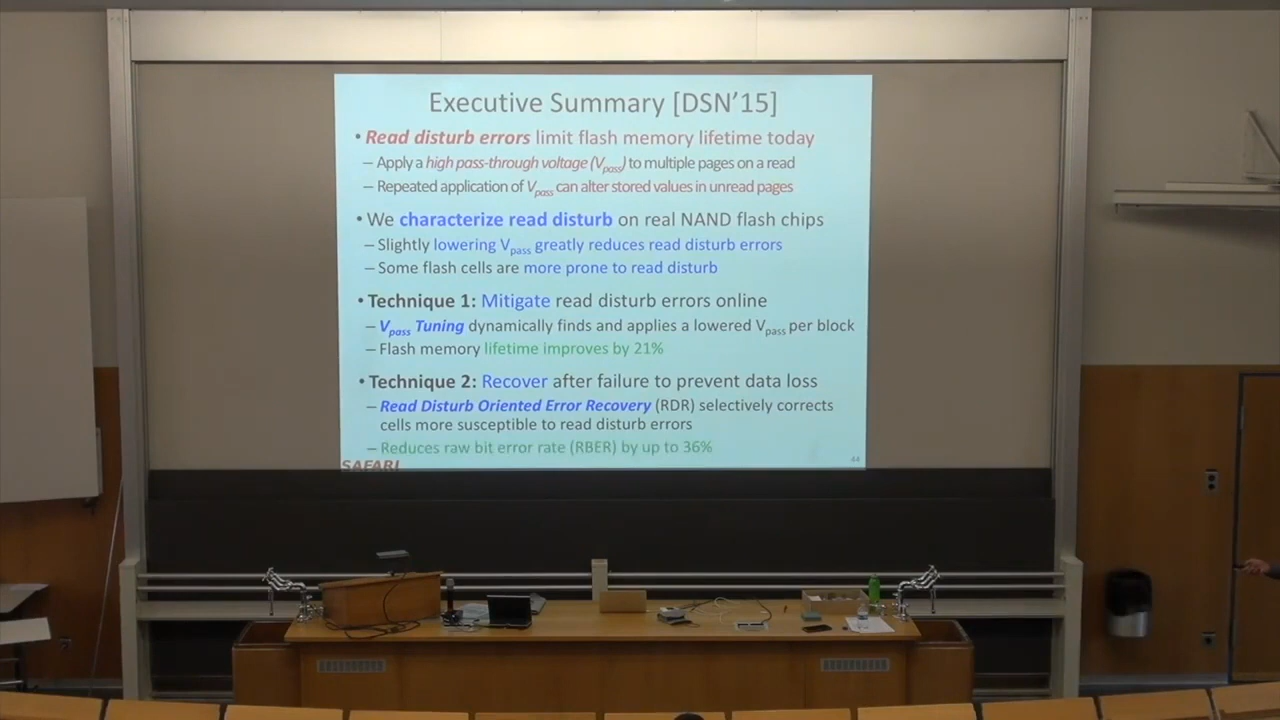 Executive Summary [DSN'15]
• Read disturb errors limit flash memory lifetime today
– Apply a high pass-through voltage (Vpass) to multiple pages on a read
– Repeated application of Vpass can alter stored values in unread pages
• We characterize read disturb on real NAND flash chips
– Slightly lowering Vpass greatly reduces read disturb errors
– Some flash cells are more prone to read disturb
• Technique 1: Mitigate read disturb errors online
– Vpass Tuning dynamically finds and applies a lowered Vpass per block
– Flash memory lifetime improves by 21%
• Technique 2: Recover after failure to prevent data loss
– Read Disturb Oriented Error Recovery (RDR) selectively corrects
cells more susceptible to read disturb errors
– Reduces raw bit error rate (RBER) by up to 36%
SAFARI
44